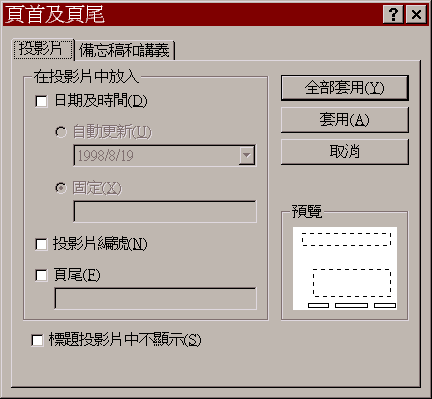 頁首及頁尾
投影片
備忘稿和講義
在投影片中放入
日期及時間(D)
自動更新(U)
1998/8/19
固定(X)
投影片編號(N)
頁尾(F)
標題投影片中不顯示(S)
全部套用(Y)
套用(A)
取消
預覽